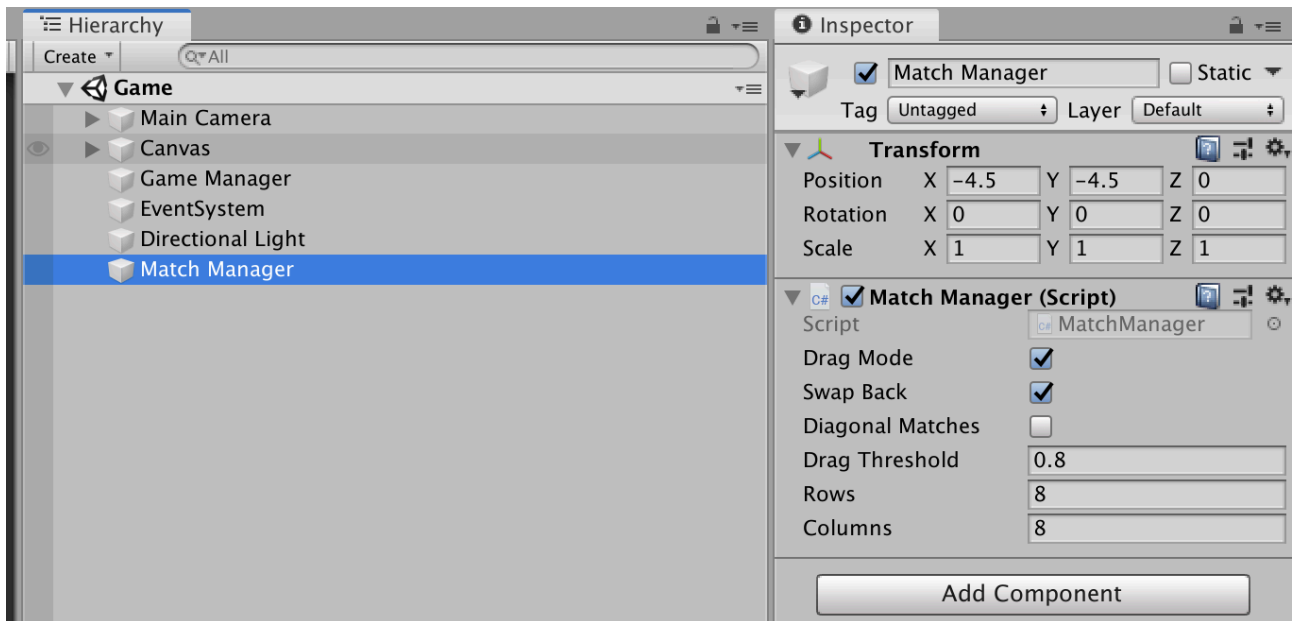 Hierarchy
Create
All
Game
Main Camera
Canvas
Game Manager
EventSystem
Directional Light
Match Manager
Inspector
Match Manager Static
Tag Untagged Layer Default
Transform
Position X -4.5 Y -4.5 Z 0
Rotation X 0 Y 0 Z 0
Scale X 1 Y 1 Z 1
C# Match Manager (Script)
Script MatchManager
Drag Mode
Swap Back
Diagonal Matches
Drag Threshold 0.8
Rows 8
Columns 8
Add Component